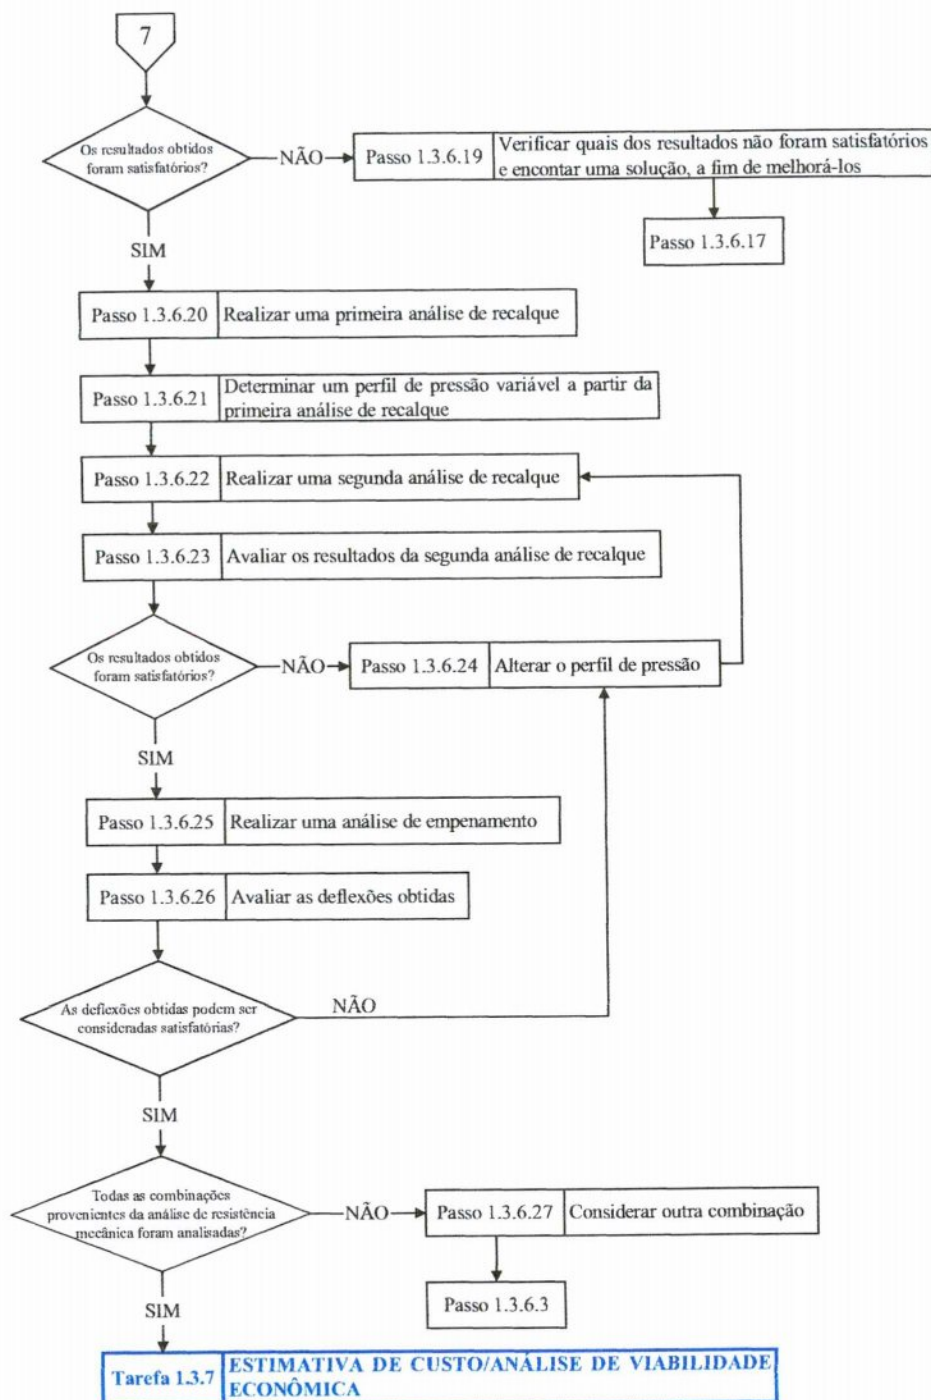 7
Os resultados obtidos
foram satisfatórios?
NÃO
Passo 1.3.6.19
Verificar quais dos resultados não foram satisfatórios
e encontar uma solução, a fim de melhorá-los
Passo 1.3.6.17
SIM
Passo 1.3.6.20
Realizar uma primeira análise de recalque
Passo 1.3.6.21
Determinar um perfil de pressão variável a partir da
primeira análise de recalque
Passo 1.3.6.22
Realizar uma segunda análise de recalque
Passo 1.3.6.23
Avaliar os resultados da segunda análise de recalque
Os resultados obtidos
foram satisfatórios?
NÃO
Passo 1.3.6.24
Alterar o perfil de pressão
SIM
Passo 1.3.6.25
Realizar uma análise de empenamento
Passo 1.3.6.26
Avaliar as deflexões obtidas
As deflexões obtidas podem ser
consideradas satisfatórias?
NÃO
SIM
Todas as combinações
provenientes da análise de resistência
mecânica foram analisadas?
NÃO
Passo 1.3.6.27
Considerar outra combinação
Passo 1.3.6.3
SIM
Tarefa 1.3.7
ESTIMATIVA DE CUSTO/ANÁLISE DE VIABILIDADE
ECONÔMICA